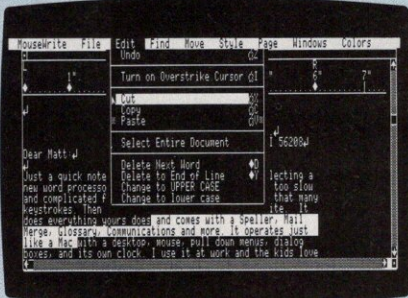 MouseWrite File Edit Find Move Style Page Windows Colors
Undo Z
Turn on Overstrike Cursor I
1" 6" 7"
Cut X
Copy C
Paste V
Select Entire Document
I 56208
Dear Matt
Delete Next Word D
Delete to End of Line Y
Change to UPPER CASE
Change to lower case
Just a quick note lecting a
new word processo too slow
and complicated f that many
keystrokes. Then te. It
does everything yours does and comes with a Speller, Mail
Merge, Glossary, Communications and more. It operates just
like a Mac with a desktop, mouse, pull down menus, dialog
boxes, and its own clock. I use it at work and the kids love